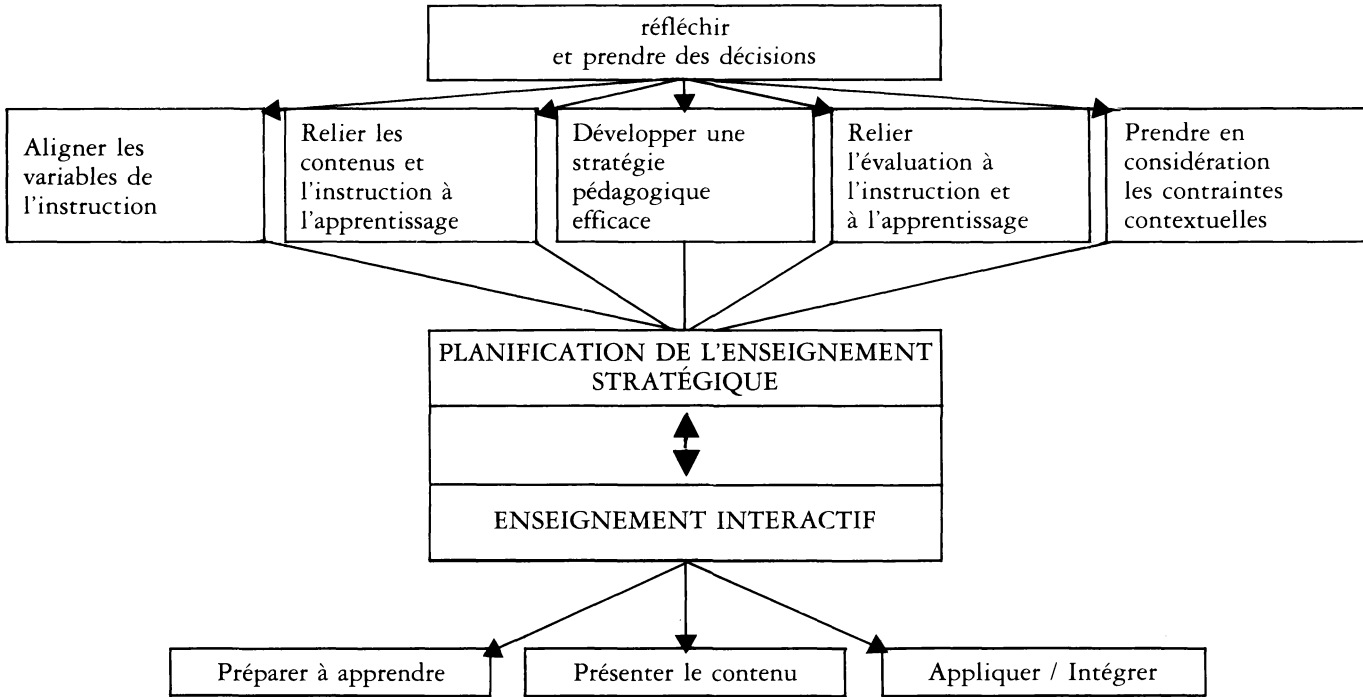 réfléchir
et prendre des décisions
Aligner les
variables de
l'instruction
Relier les
contenus et
l'instruction à
l'apprentissage
Développer une
stratégie
pédagogique
efficace
Relier
l'évaluation à
l'instruction et
à l'apprentissage
Prendre en
considération
les contraintes
contextuelles
PLANIFICATION DE L'ENSEIGNEMENT
STRATÉGIQUE
ENSEIGNEMENT INTERACTIF
Préparer à apprendre
Présenter le contenu
Appliquer / Intégrer